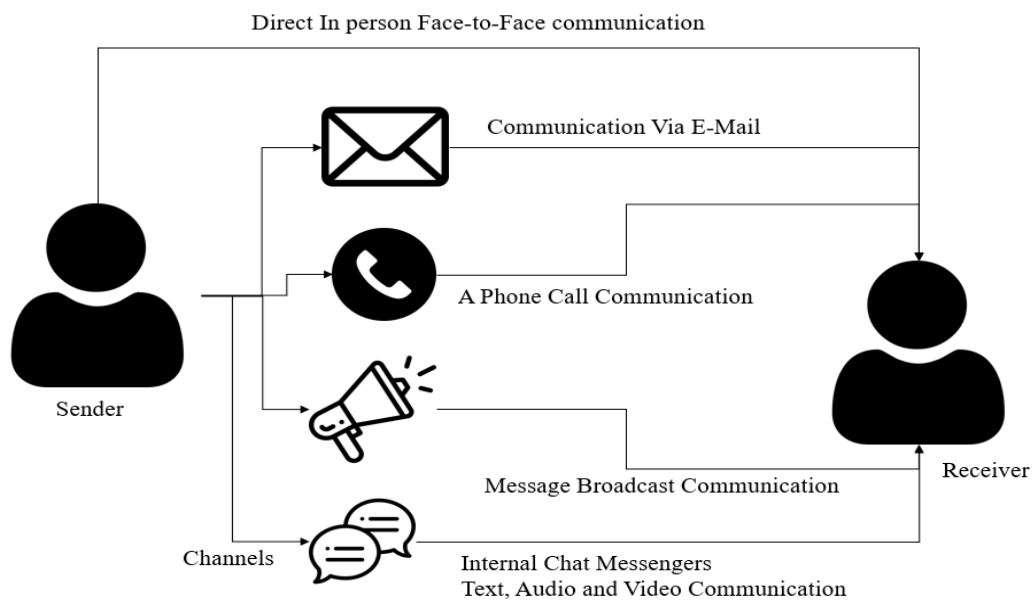 Direct In person Face-to-Face communication
Communication Via E-Mail
A Phone Call Communication
Sender
Receiver
Message Broadcast Communication
Channels
Internal Chat Messengers
Text, Audio and Video Communication